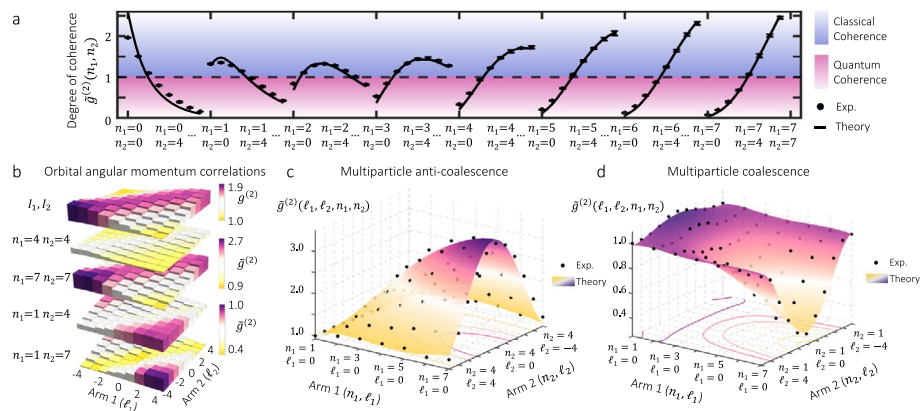 a
Degree of coherence
g̃⁽²⁾(n₁, n₂)
2
1
0
n₁=0 n₁=0 ... n₁=1 n₁=1 ... n₁=2 n₁=2 ... n₁=3 n₁=3 ... n₁=4 n₁=4 ... n₁=5 n₁=5 ... n₁=6 n₁=6 ... n₁=7 n₁=7 n₁=7
n₂=0 n₂=4 n₂=0 n₂=4 n₂=0 n₂=4 n₂=0 n₂=4 n₂=0 n₂=4 n₂=0 n₂=4 n₂=0 n₂=4 n₂=0 n₂=4 n₂=7
Classical
Coherence
Quantum
Coherence
Exp.
Theory
b Orbital angular momentum correlations
I₁, I₂
n₁=4 n₂=4
n₁=7 n₂=7
n₁=1 n₂=4
n₁=1 n₂=7
1.9
g⁽²⁾
1.0
2.7
g̃⁽²⁾
0.9
1.0
g̃⁽²⁾
0.4
-4 -2 0 2 4
Arm 1 (ℓ₁)
-4 -2 0 2 4
Arm 2 (ℓ₂)
c Multiparticle anti-coalescence
g̃⁽²⁾(ℓ₁, ℓ₂, n₁, n₂)
3.0
2.0
1.0
Exp.
Theory
n₁ = 1 n₁ = 3 n₁ = 5 n₁ = 7
ℓ₁ = 0 ℓ₁ = 0 ℓ₁ = 0 ℓ₁ = 0
Arm 1 (n₁, ℓ₁)
n₂ = 4 n₂ = 4 n₂ = 4
ℓ₂ = 4 ℓ₂ = 0 ℓ₂ = −4
Arm 2 (n₂, ℓ₂)
d Multiparticle coalescence
g̃⁽²⁾(ℓ₁, ℓ₂, n₁, n₂)
1.0
0.8
0.6
0.4
Exp.
Theory
n₁ = 1 n₁ = 3 n₁ = 5 n₁ = 7
ℓ₁ = 0 ℓ₁ = 0 ℓ₁ = 0 ℓ₁ = 0
Arm 1 (n₁, ℓ₁)
n₂ = 1 n₂ = 1 n₂ = 1
ℓ₂ = 4 ℓ₂ = 0 ℓ₂ = −4
Arm 2 (n₂, ℓ₂)